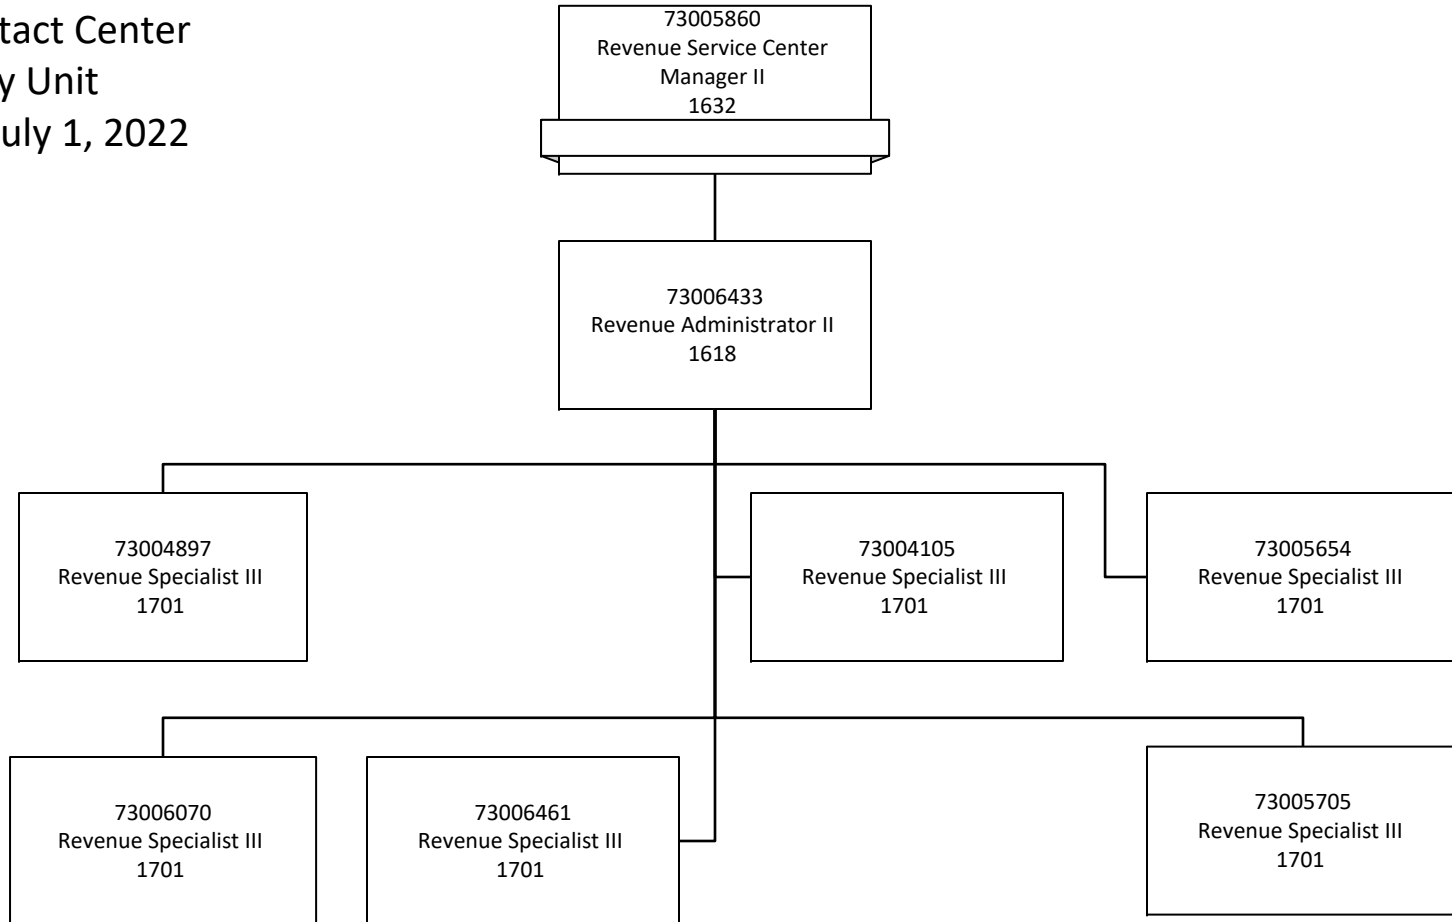 tact Center
y Unit
uly 1, 2022
73005860
Revenue Service Center
Manager II
1632
73006433
Revenue Administrator II
1618
73004897
Revenue Specialist III
1701
73004105
Revenue Specialist III
1701
73005654
Revenue Specialist III
1701
73006070
Revenue Specialist III
1701
73006461
Revenue Specialist III
1701
73005705
Revenue Specialist III
1701